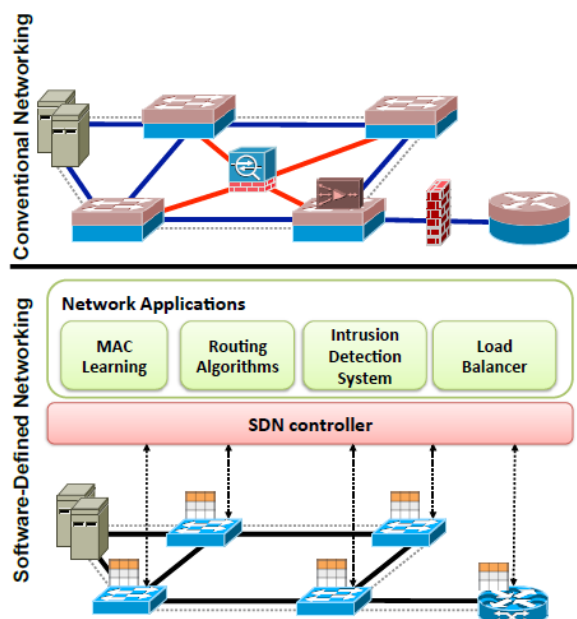 Conventional Networking
Software-Defined Networking
Network Applications
MAC
Learning
Routing
Algorithms
Intrusion
Detection
System
Load
Balancer
SDN controller